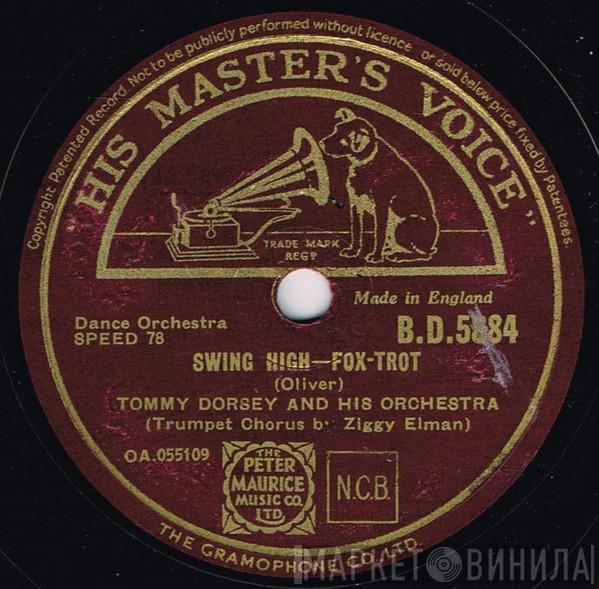 Copyright Patented Record. Not to be publicly performed without licence or sold below price fixed by Patentees.
"HIS MASTER'S VOICE"
TRADE MARK
REGD
Made in England
Dance Orchestra
SPEED 78
B.D.5884
SWING HIGH—FOX-TROT
(Oliver)
TOMMY DORSEY AND HIS ORCHESTRA
(Trumpet Chorus by Ziggy Elman)
OA.055109
THE
PETER
MAURICE
MUSIC CO.
LTD.
N.C.B.
THE GRAMOPHONE CO. LTD.
МАРКЕТ ВИНИЛА